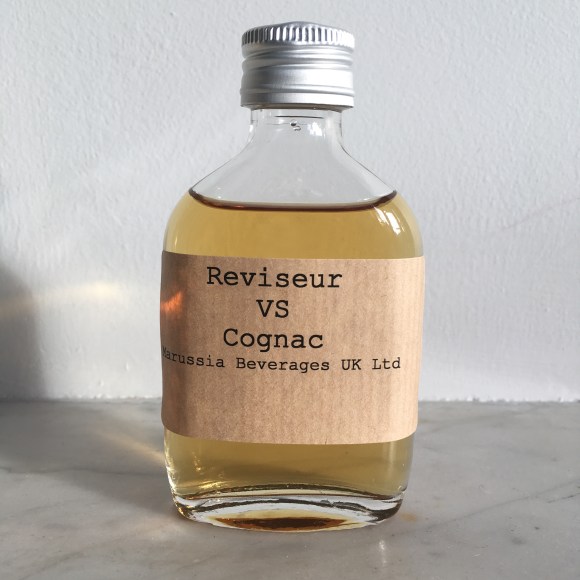 Reviseur
VS
Cognac
Marussia Beverages UK Ltd